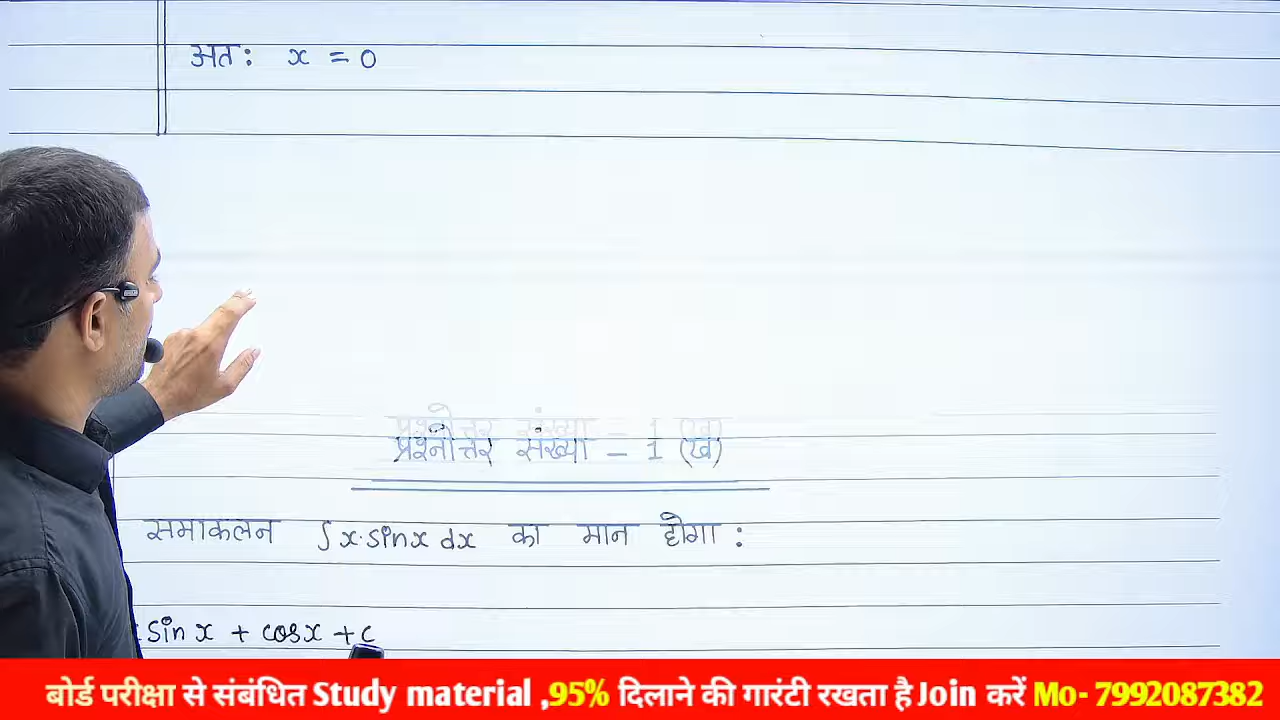 अतः x = 0
प्रश्नोत्तर संख्या – 1 (ख)
समाकलन ∫x·sinx dx का मान होगा :
sin x + cosx + c
बोर्ड परीक्षा से संबंधित Study material ,95% दिलाने की गारंटी रखता है Join करें Mo- 7992087382